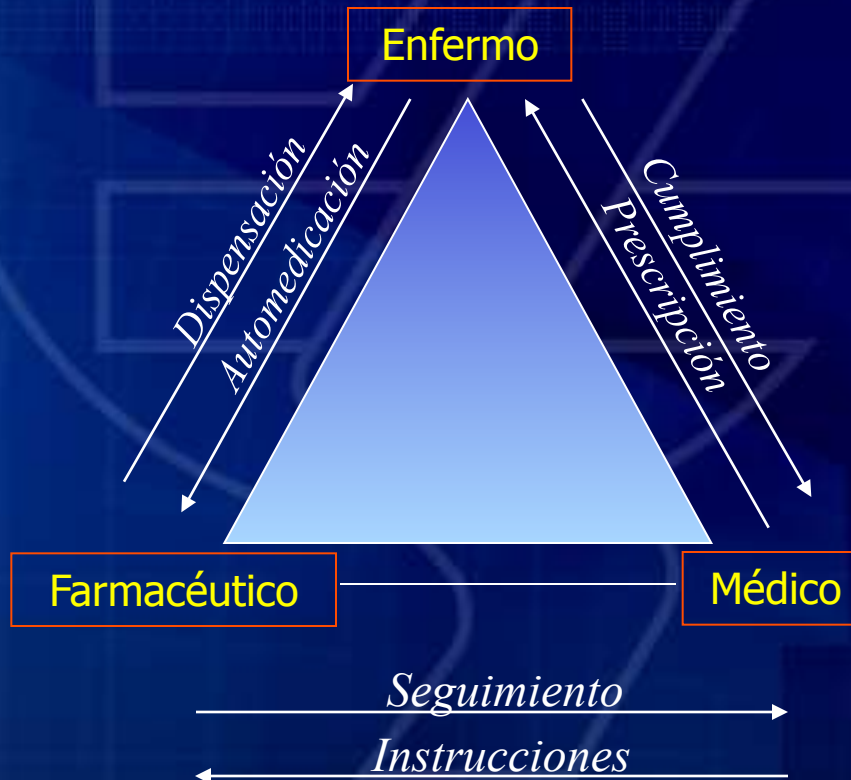 Enfermo
Dispensación
Automedicación
Cumplimiento
Prescripción
Farmacéutico
Médico
Seguimiento
Instrucciones